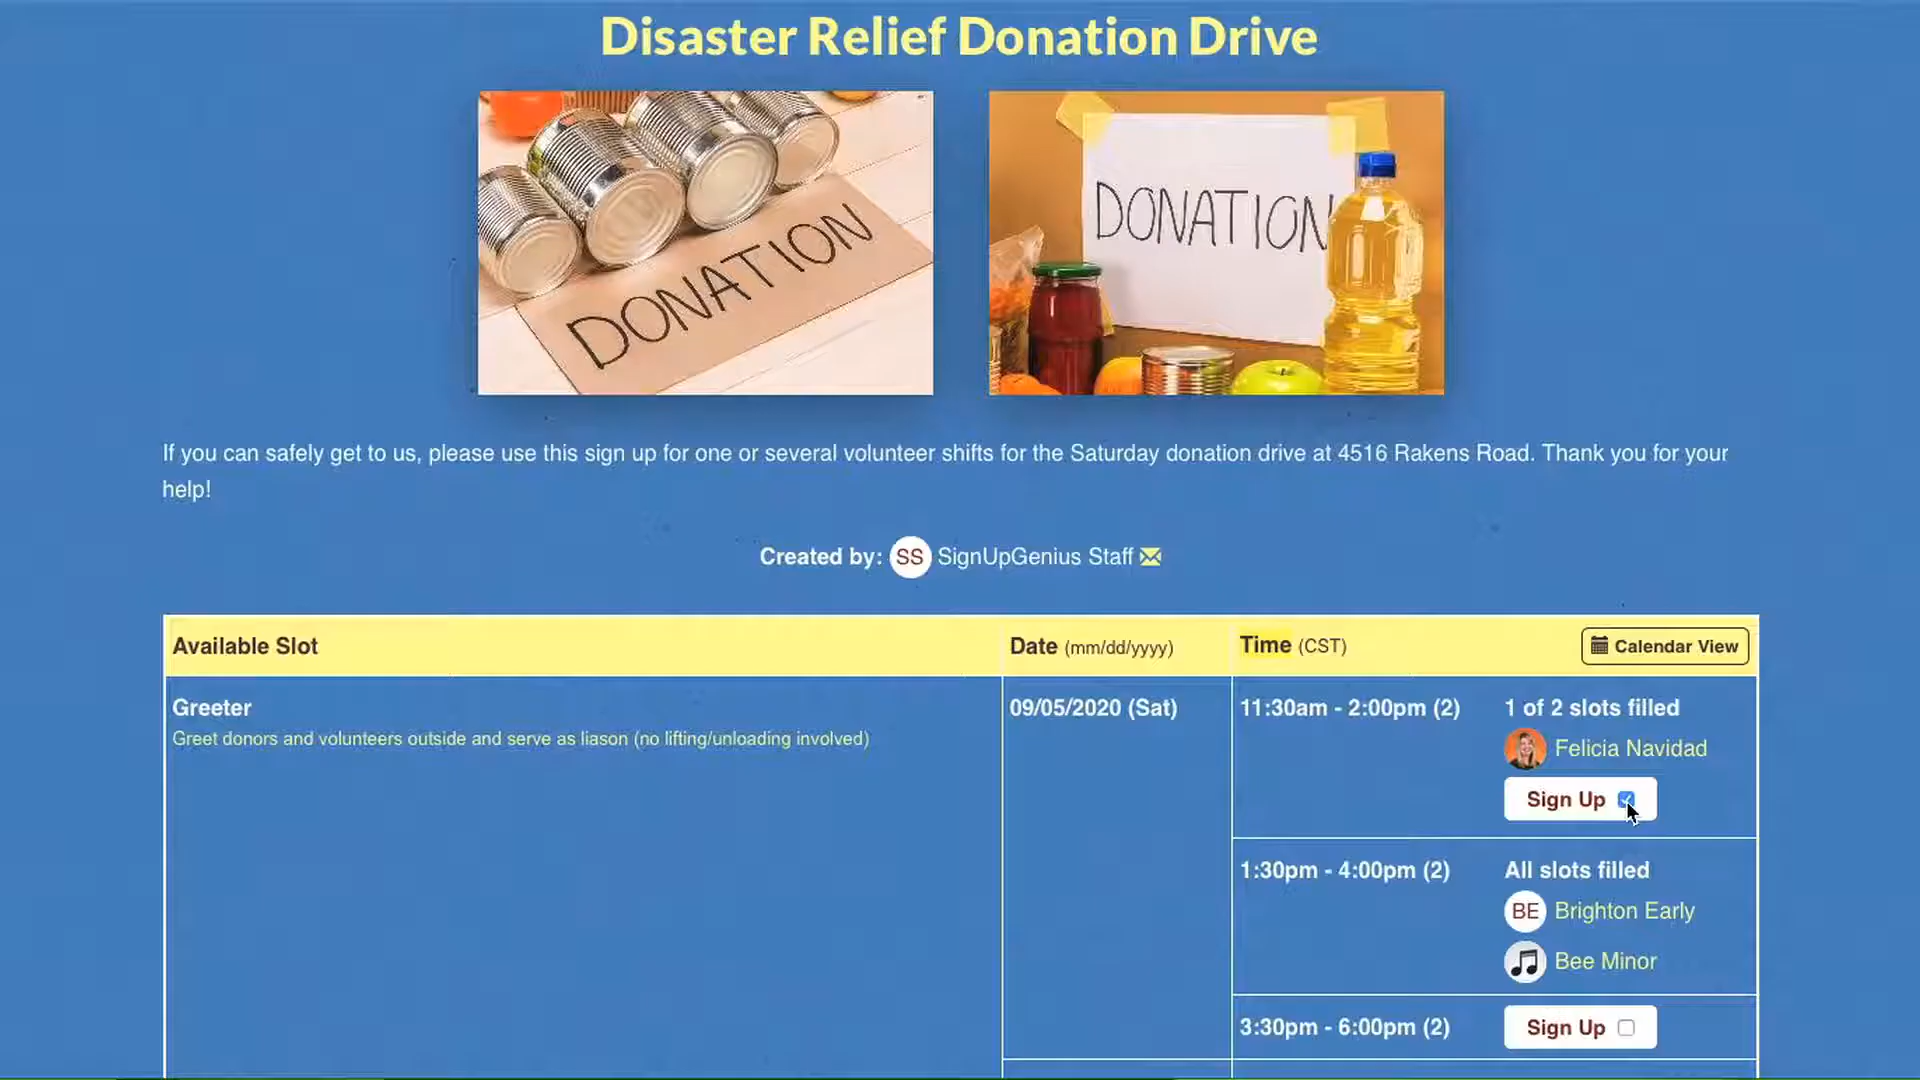 Disaster Relief Donation Drive
DONATION
DONATION
If you can safely get to us, please use this sign up for one or several volunteer shifts for the Saturday donation drive at 4516 Rakens Road. Thank you for your
help!
Created by: SS SignUpGenius Staff
Available Slot
Date (mm/dd/yyyy)
Time (CST)
Calendar View
Greeter
Greet donors and volunteers outside and serve as liason (no lifting/unloading involved)
09/05/2020 (Sat)
11:30am - 2:00pm (2)
1 of 2 slots filled
Felicia Navidad
Sign Up
1:30pm - 4:00pm (2)
All slots filled
BE Brighton Early
Bee Minor
3:30pm - 6:00pm (2)
Sign Up